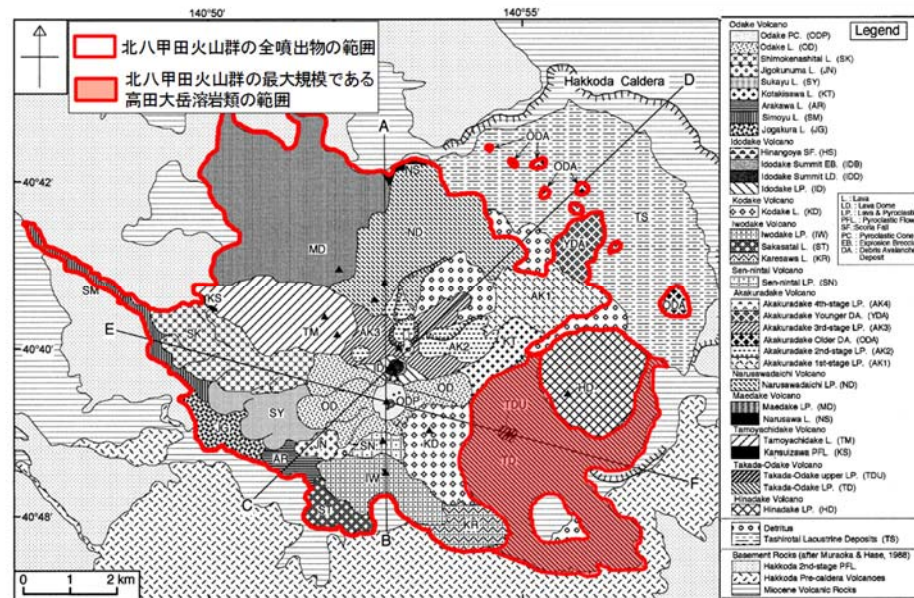 140°50'
140°55'
北八甲田火山群の全噴出物の範囲
北八甲田火山群の最大規模である
高田大岳溶岩類の範囲
Hakkoda Caldera
A
D
ODA
ODA
40°42'
NS
TS
ND
MD
YDA
SM
KS
AK1
ODA
E
TM
AK3
SK
AK2
KT
40°40'
OD
HD
ODP
TDU
SY
OD
JN
SN
KD
TD
AR
IW
F
C
ST
KR
40°48'
B
0 1 2 km
Legend
Odake Volcano
Odake PC. (ODP)
Odake L. (OD)
Shimokenashitai L. (SK)
Jigokunuma L. (JN)
Sukayu L. (SY)
Kotakisawa L. (KT)
Arakawa L. (AR)
Simoyu L. (SM)
Jogakura L. (JG)
Idodake Volcano
Hinangoya SF. (HS)
Idodake Summit EB. (IDB)
Idodake Summit LD. (IDD)
Idodake LP. (ID)
Kodake Volcano
Kodake L. (KD)
Iwodake Volcano
Iwodake LP. (IW)
Sakasatai L. (ST)
Karesawa L. (KR)
Sen-nintai Volcano
Sen-nintai LP. (SN)
Akakuradake Volcano
Akakuradake 4th-stage LP. (AK4)
Akakuradake Younger DA. (YDA)
Akakuradake 3rd-stage LP. (AK3)
Akakuradake Older DA. (ODA)
Akakuradake 2nd-stage LP. (AK2)
Akakuradake 1st-stage LP. (AK1)
Narusawadaichi Volcano
Narusawadaichi LP. (ND)
Maedake Volcano
Maedake LP. (MD)
Narusawa L. (NS)
Tamoyachidake Volcano
Tamoyachidake L. (TM)
Kansuizawa PFL. (KS)
Takada-Odake Volcano
Takada-Odake upper LP. (TDU)
Takada-Odake LP. (TD)
Hinadake Volcano
Hinadake LP. (HD)
Detritus
Tashirotai Lacustrine Deposits (TS)
Basement Rocks (after Muraoka & Hase, 1988)
Hakkoda 2nd-stage PFL.
Hakkoda Pre-caldera Volcanoes
Miocene Volcanic Rocks
L. : Lava
LD. : Lava Dome
LP. : Lava & Pyroclastics
PFL. : Pyroclastic Flow
SF. : Scoria Fall
PC. : Pyroclastic Cone
EB. : Explosion Breccia
DA. : Debris Avalanche
Deposit